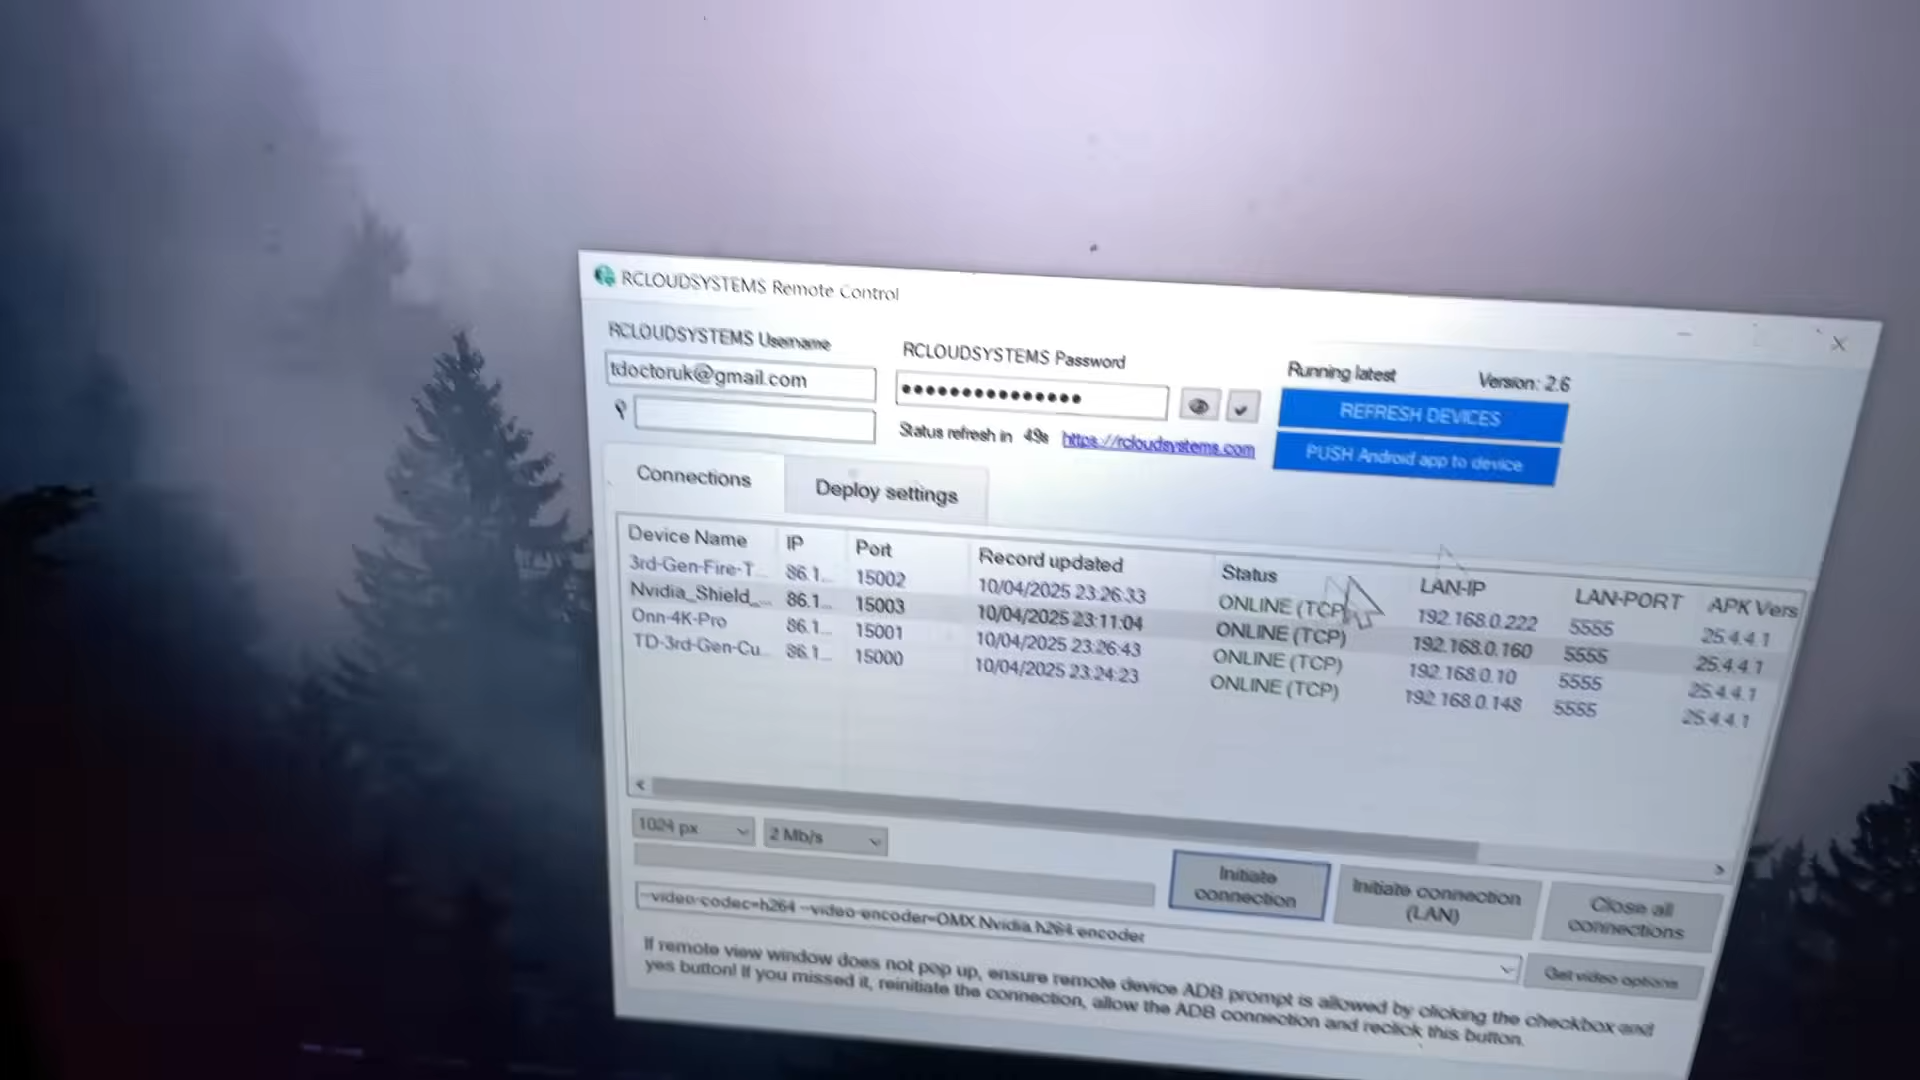 RCLOUDSYSTEMS Remote Control
RCLOUDSYSTEMS Username
RCLOUDSYSTEMS Password
Running latest
Version: 2.6
tdoctoruk@gmail.com
•••••••••••••••
REFRESH DEVICES
Status refresh in 49s https://rcloudsystems.com
PUSH Android app to device
Connections
Deploy settings
Device Name IP Port Record updated Status LAN-IP LAN-PORT APK Vers
3rd-Gen-Fire-T... 86.1... 15002 10/04/2025 23:26:33 ONLINE (TCP) 192.168.0.222 5555 25.4.4.1
Nvidia_Shield_... 86.1... 15003 10/04/2025 23:11:04 ONLINE (TCP) 192.168.0.160 5555 25.4.4.1
Onn-4K-Pro 86.1... 15001 10/04/2025 23:26:43 ONLINE (TCP) 192.168.0.10 5555 25.4.4.1
TD-3rd-Gen-Cu... 86.1... 15000 10/04/2025 23:24:23 ONLINE (TCP) 192.168.0.148 5555 25.4.4.1
1024 px
2 Mb/s
Initiate
connection
Initiate connection
(LAN)
Close all
connections
--video-codec=h264 --video-encoder=OMX.Nvidia.h264.encoder
Get video options
If remote view window does not pop up, ensure remote device ADB prompt is allowed by clicking the checkbox and
yes button! If you missed it, reinitiate the connection, allow the ADB connection and reclick this button.